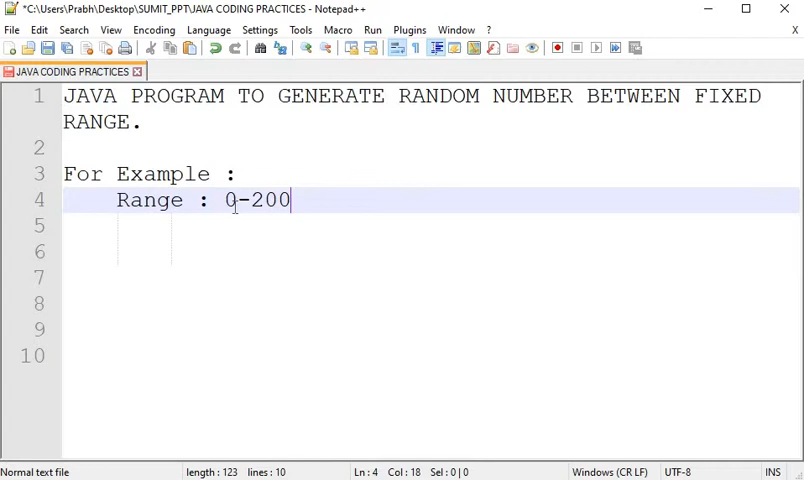 *C:\Users\Prabh\Desktop\SUMIT_PPT\JAVA CODING PRACTICES - Notepad++
File Edit Search View Encoding Language Settings Tools Macro Run Plugins Window ? X
JAVA CODING PRACTICES
1 JAVA PROGRAM TO GENERATE RANDOM NUMBER BETWEEN FIXED
RANGE.
2
3 For Example :
4 Range : 0-200
5
6
7
8
9
10
Normal text file length : 123 lines : 10 Ln : 4 Col : 18 Sel : 0 | 0 Windows (CR LF) UTF-8 INS